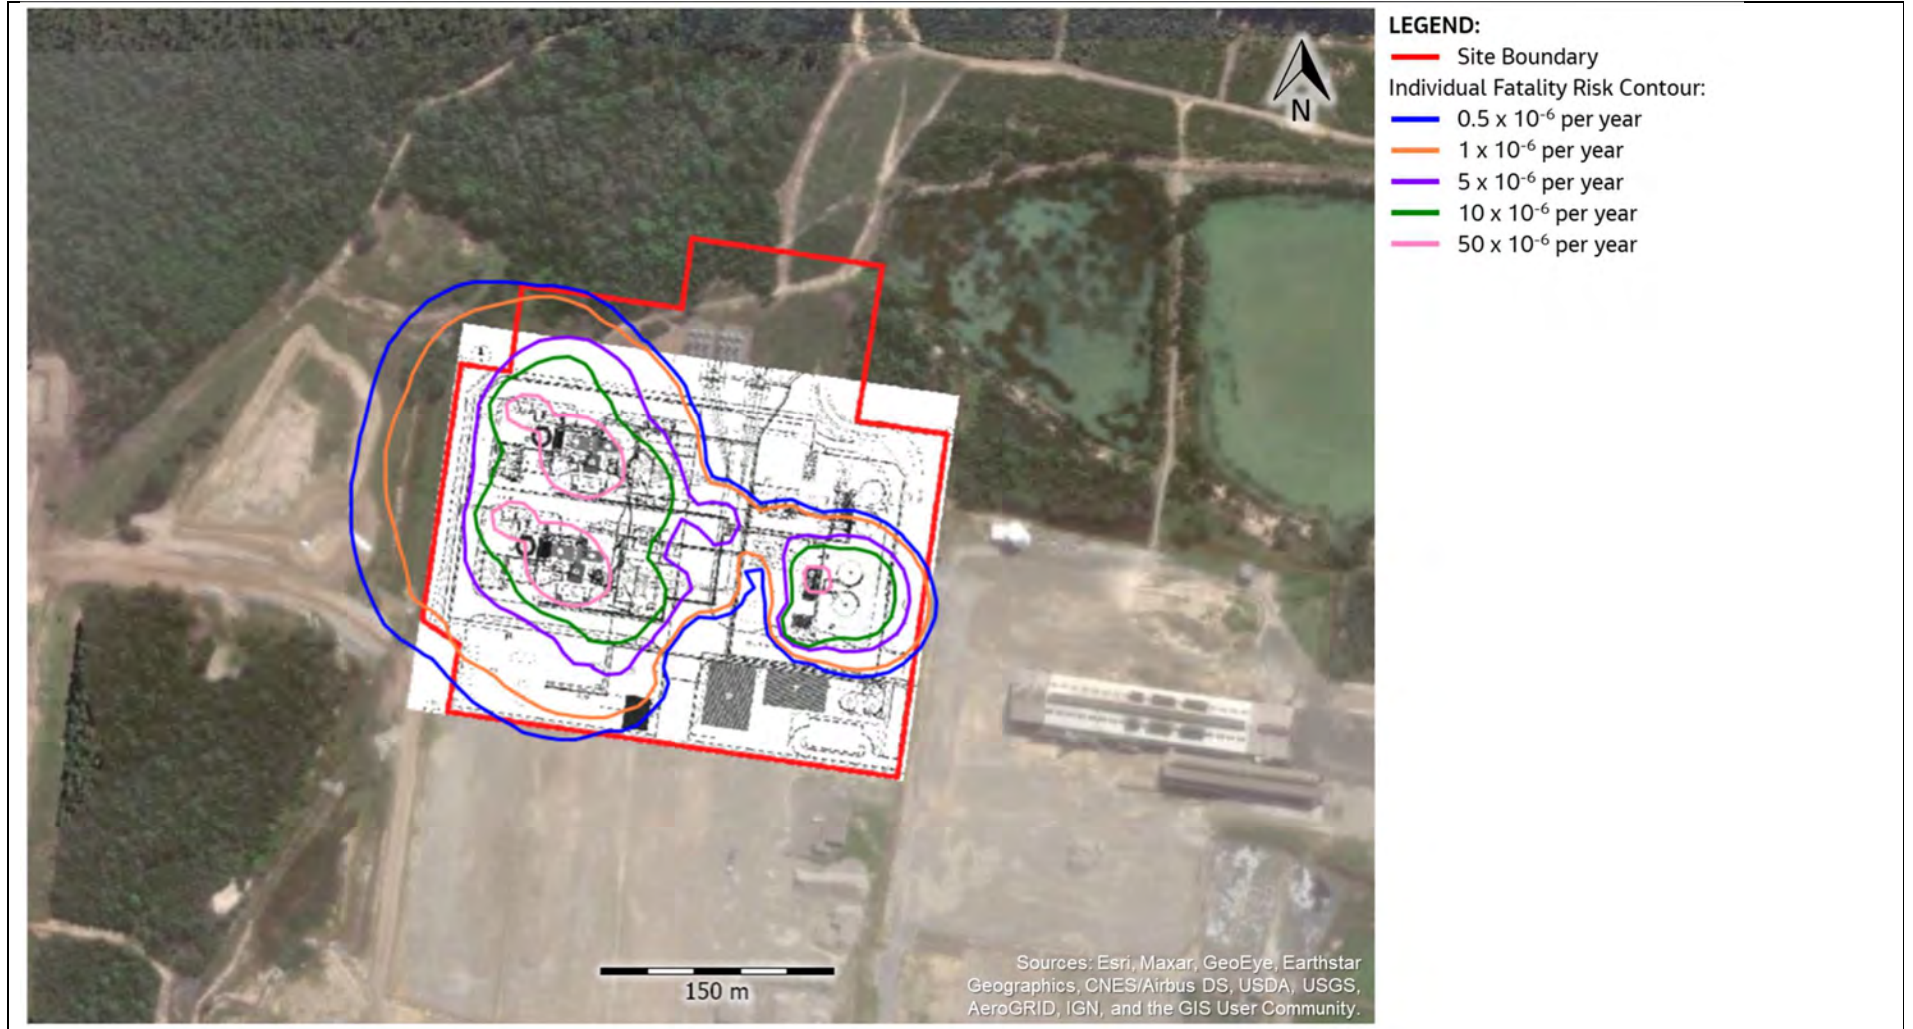 LEGEND:
Site Boundary
Individual Fatality Risk Contour:
0.5 x 10⁻⁶ per year
1 x 10⁻⁶ per year
5 x 10⁻⁶ per year
10 x 10⁻⁶ per year
50 x 10⁻⁶ per year
N
150 m
Sources: Esri, Maxar, GeoEye, Earthstar
Geographics, CNES/Airbus DS, USDA, USGS,
AeroGRID, IGN, and the GIS User Community.